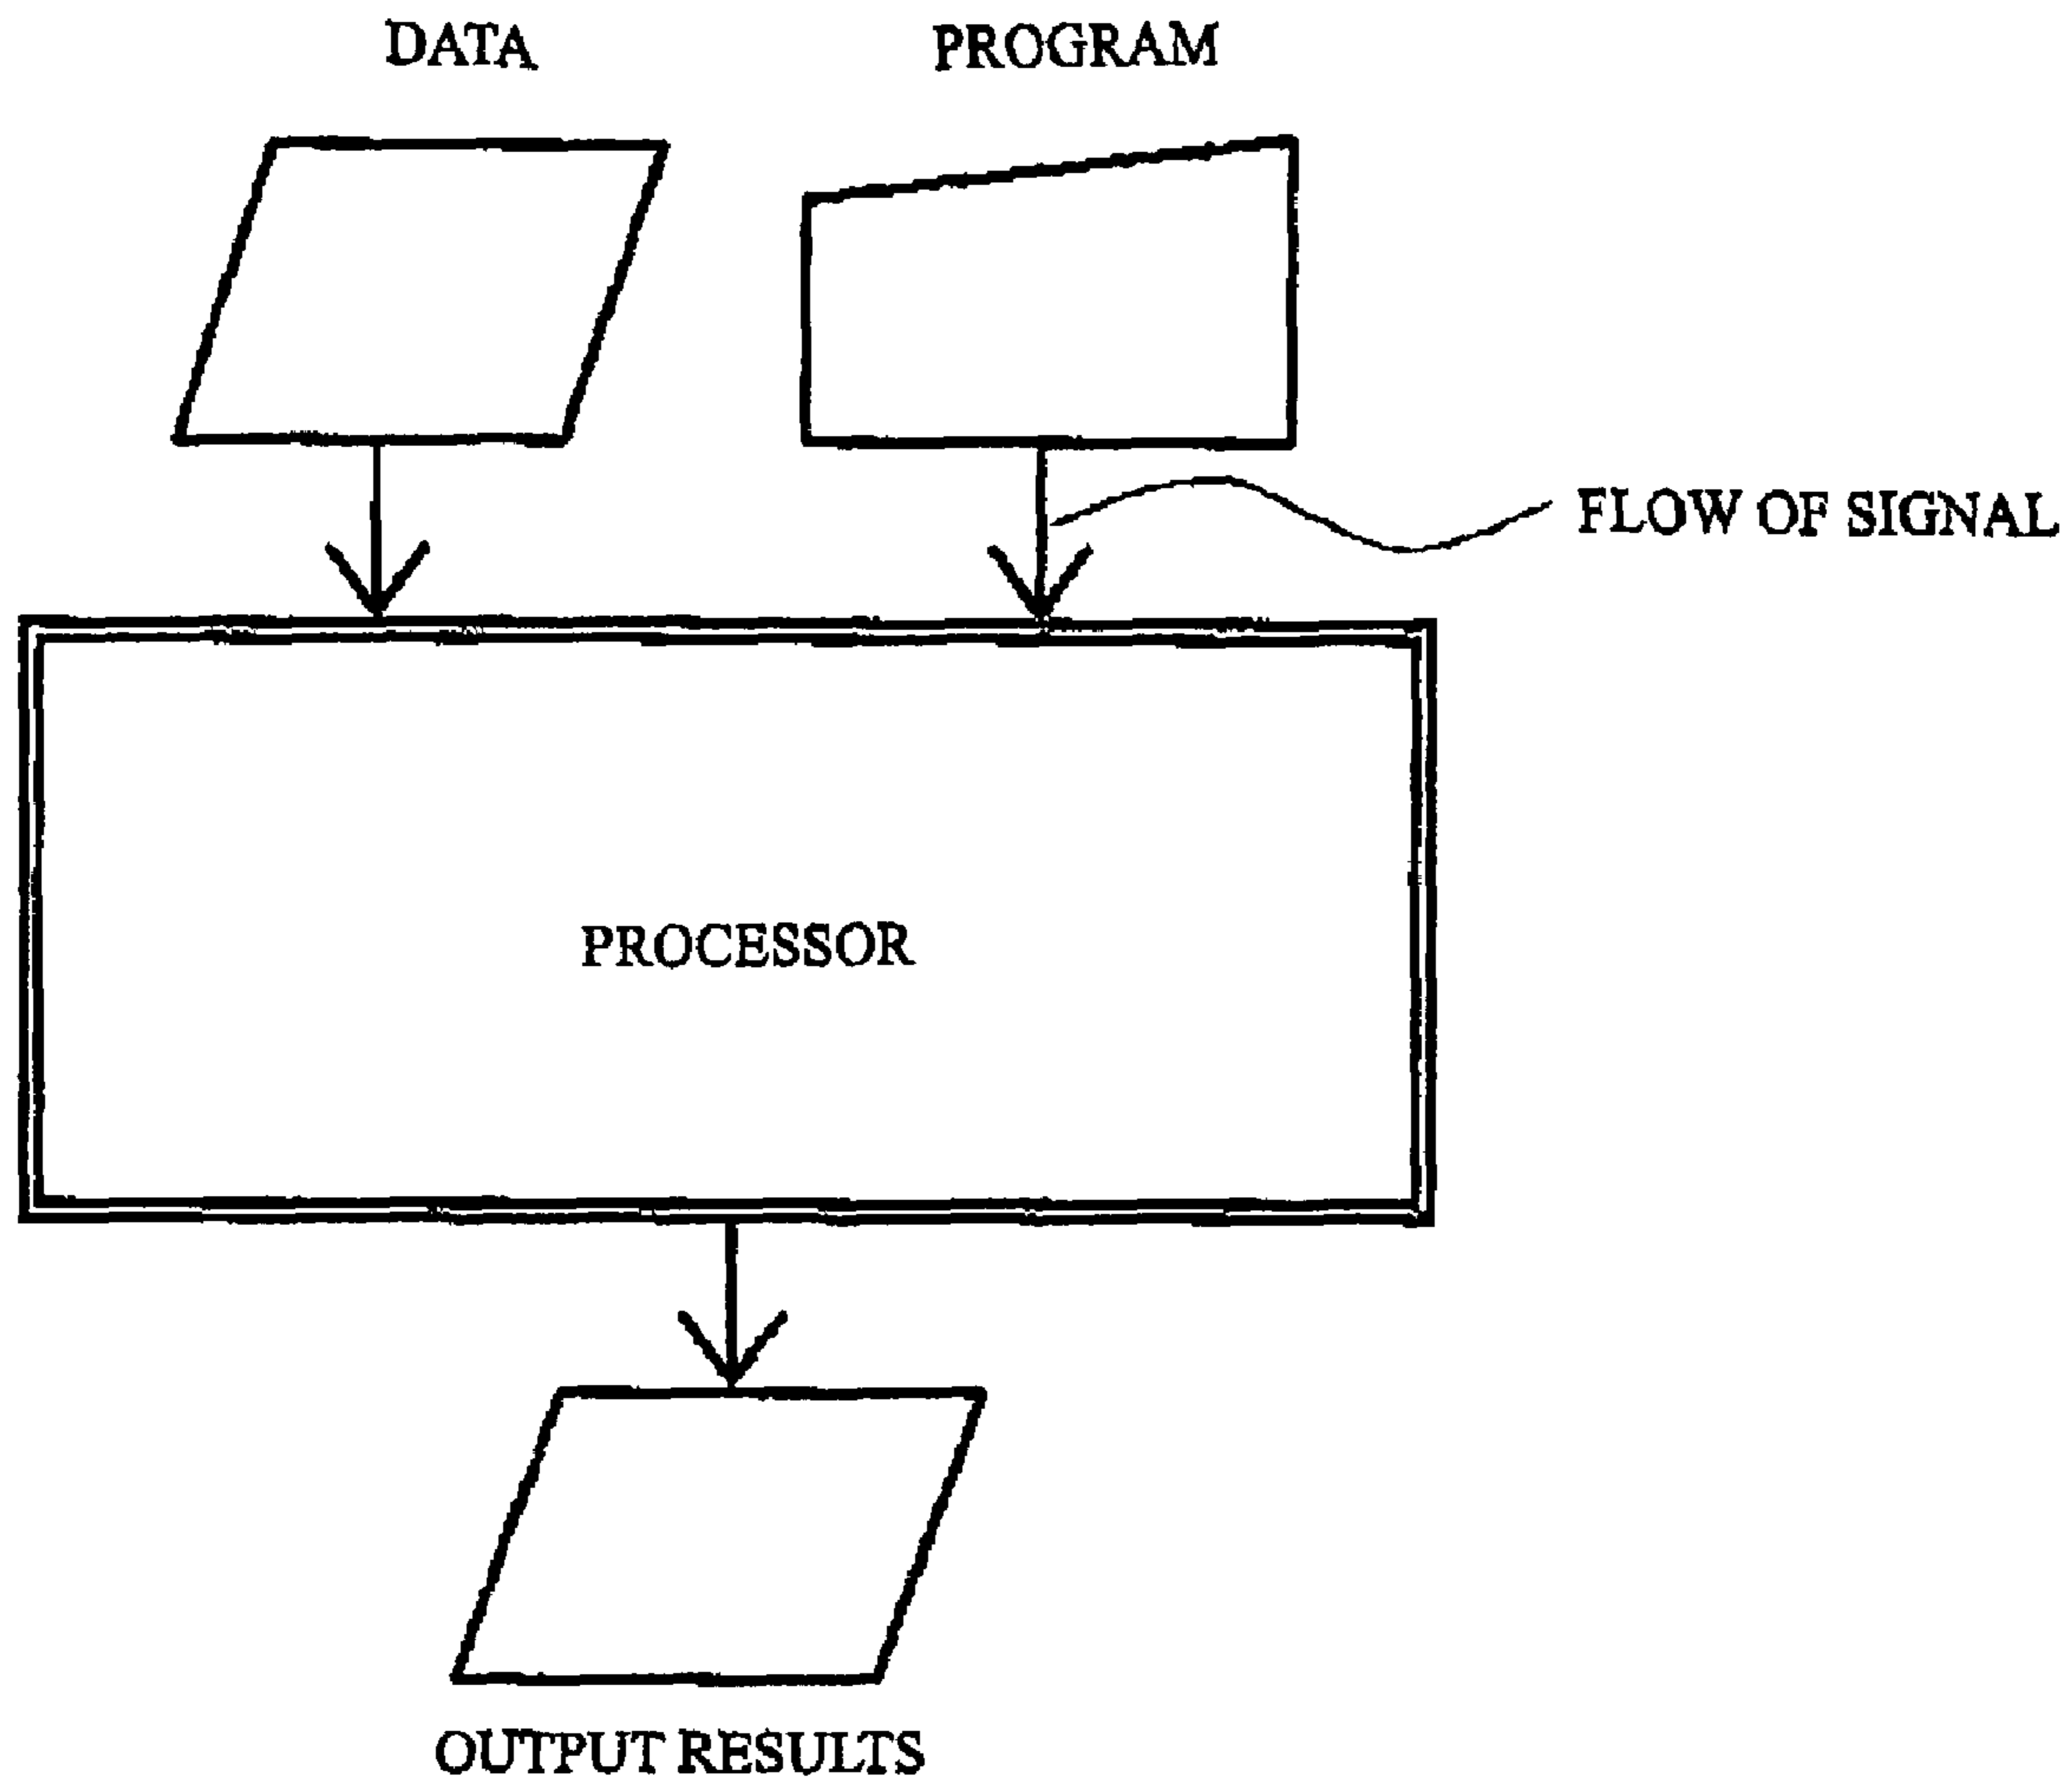 DATA
PROGRAM
FLOW OF SIGNAL
PROCESSOR
OUTPUT RESULTS